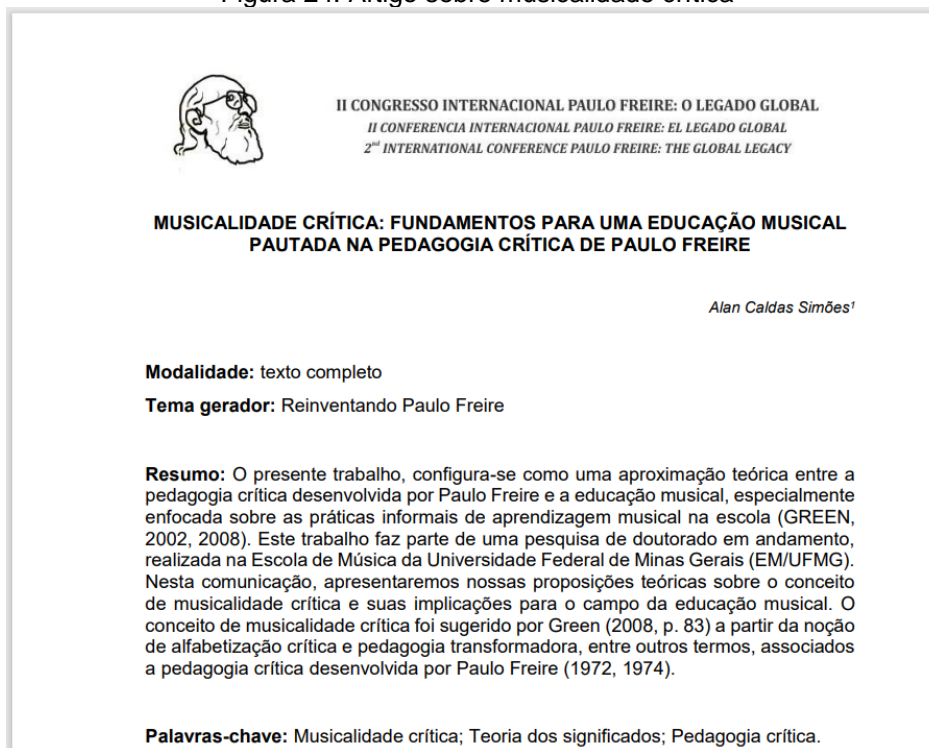 Figura 24: Artigo sobre musicalidade crítica
II CONGRESSO INTERNACIONAL PAULO FREIRE: O LEGADO GLOBAL
II CONFERENCIA INTERNACIONAL PAULO FREIRE: EL LEGADO GLOBAL
2nd INTERNATIONAL CONFERENCE PAULO FREIRE: THE GLOBAL LEGACY
MUSICALIDADE CRÍTICA: FUNDAMENTOS PARA UMA EDUCAÇÃO MUSICAL
PAUTADA NA PEDAGOGIA CRÍTICA DE PAULO FREIRE
Alan Caldas Simões¹
Modalidade: texto completo
Tema gerador: Reinventando Paulo Freire
Resumo: O presente trabalho, configura-se como uma aproximação teórica entre a
pedagogia crítica desenvolvida por Paulo Freire e a educação musical, especialmente
enfocada sobre as práticas informais de aprendizagem musical na escola (GREEN,
2002, 2008). Este trabalho faz parte de uma pesquisa de doutorado em andamento,
realizada na Escola de Música da Universidade Federal de Minas Gerais (EM/UFMG).
Nesta comunicação, apresentaremos nossas proposições teóricas sobre o conceito
de musicalidade crítica e suas implicações para o campo da educação musical. O
conceito de musicalidade crítica foi sugerido por Green (2008, p. 83) a partir da noção
de alfabetização crítica e pedagogia transformadora, entre outros termos, associados
a pedagogia crítica desenvolvida por Paulo Freire (1972, 1974).
Palavras-chave: Musicalidade crítica; Teoria dos significados; Pedagogia crítica.